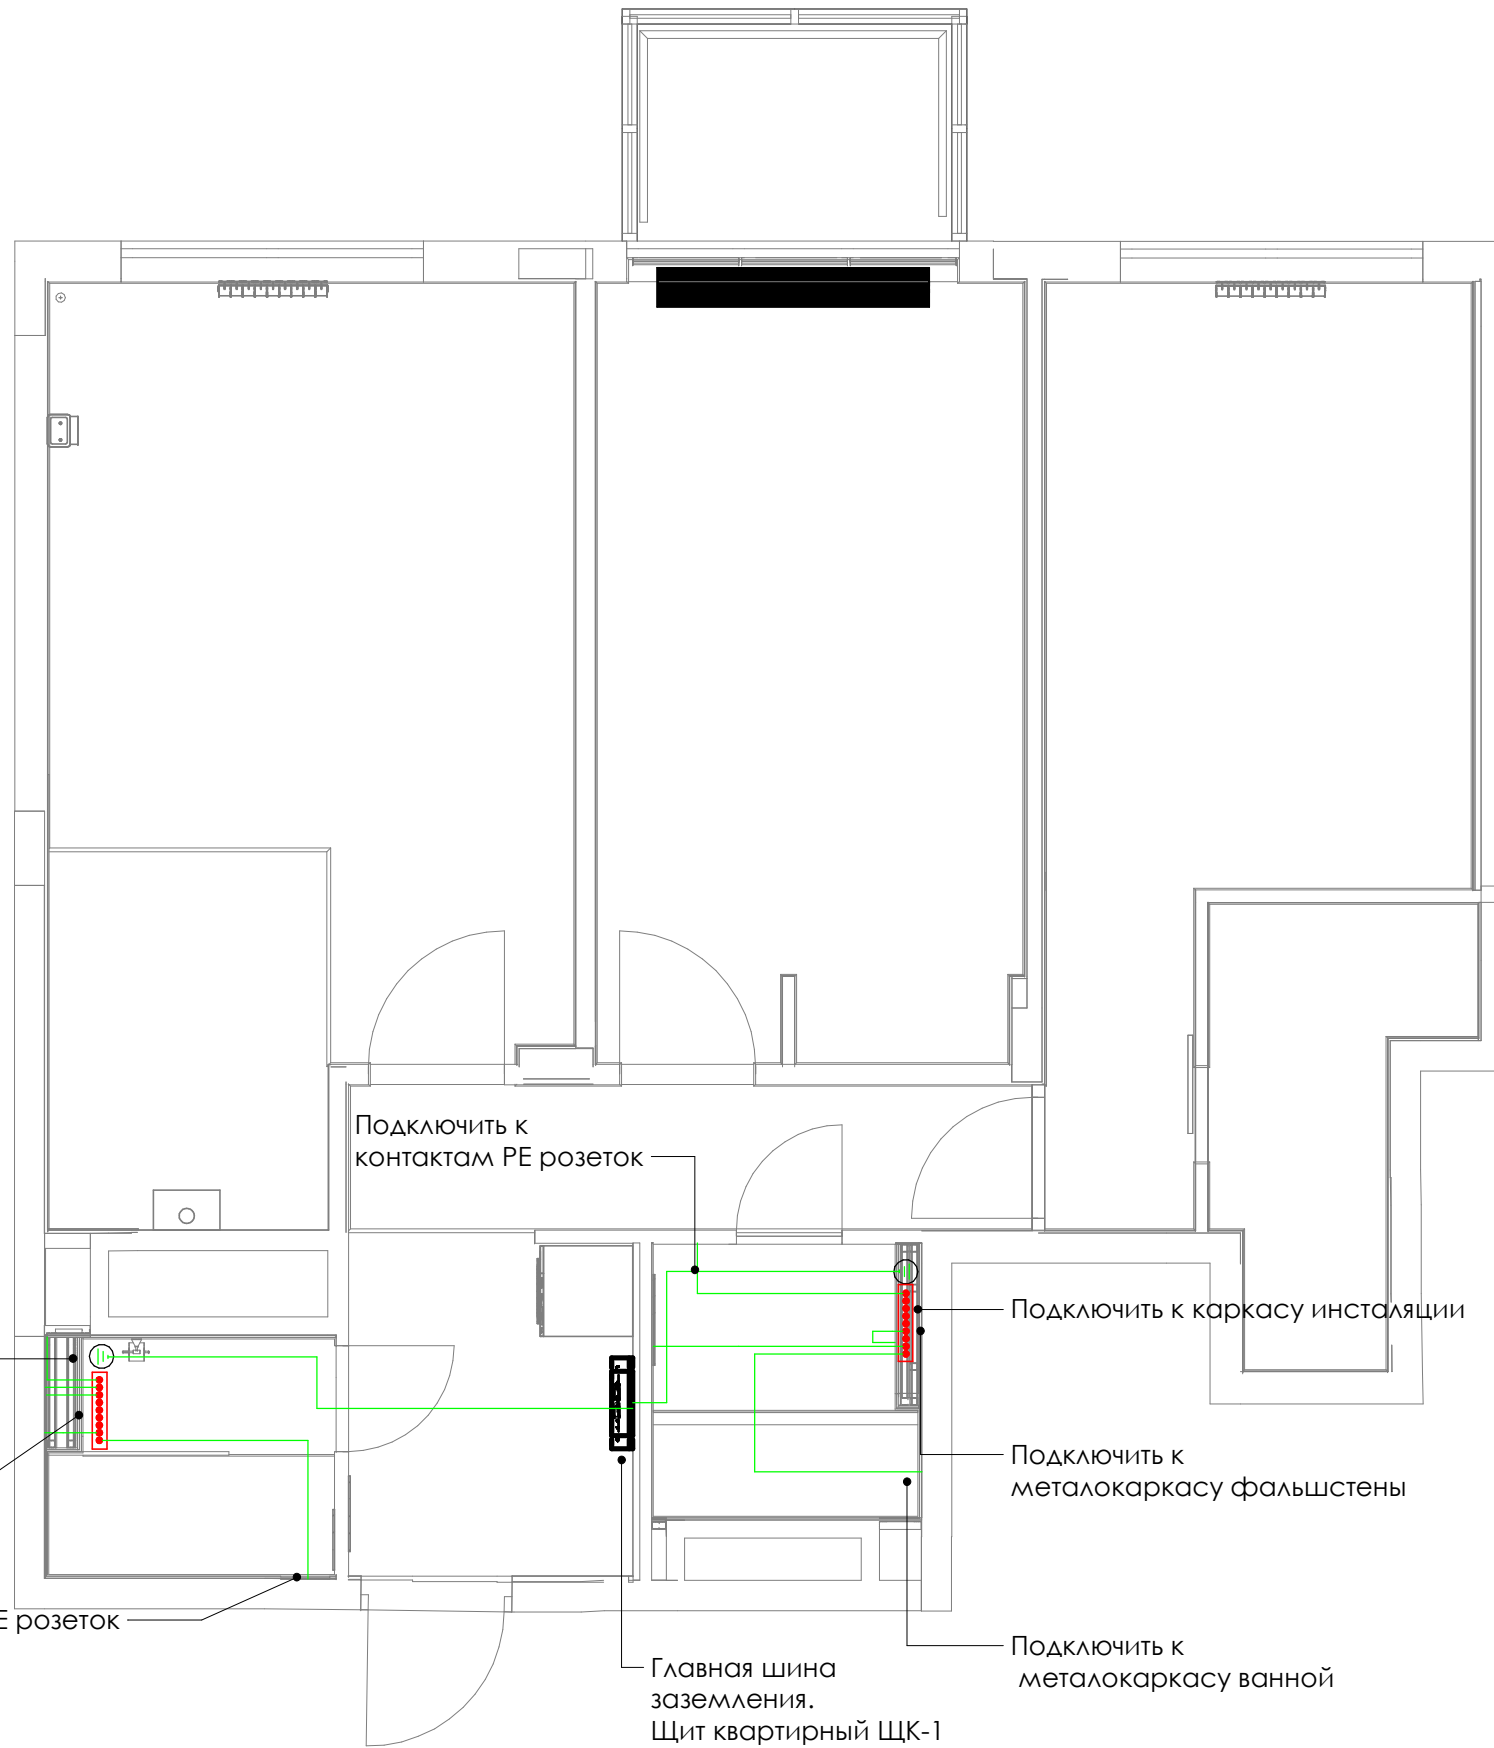 Подключить к
контактам PE розеток
Подключить к каркасу инсталяции
Подключить к
металокаркасу фальшстены
E розеток
Подключить к
металокаркасу ванной
Главная шина
заземления.
Щит квартирный ЩК-1